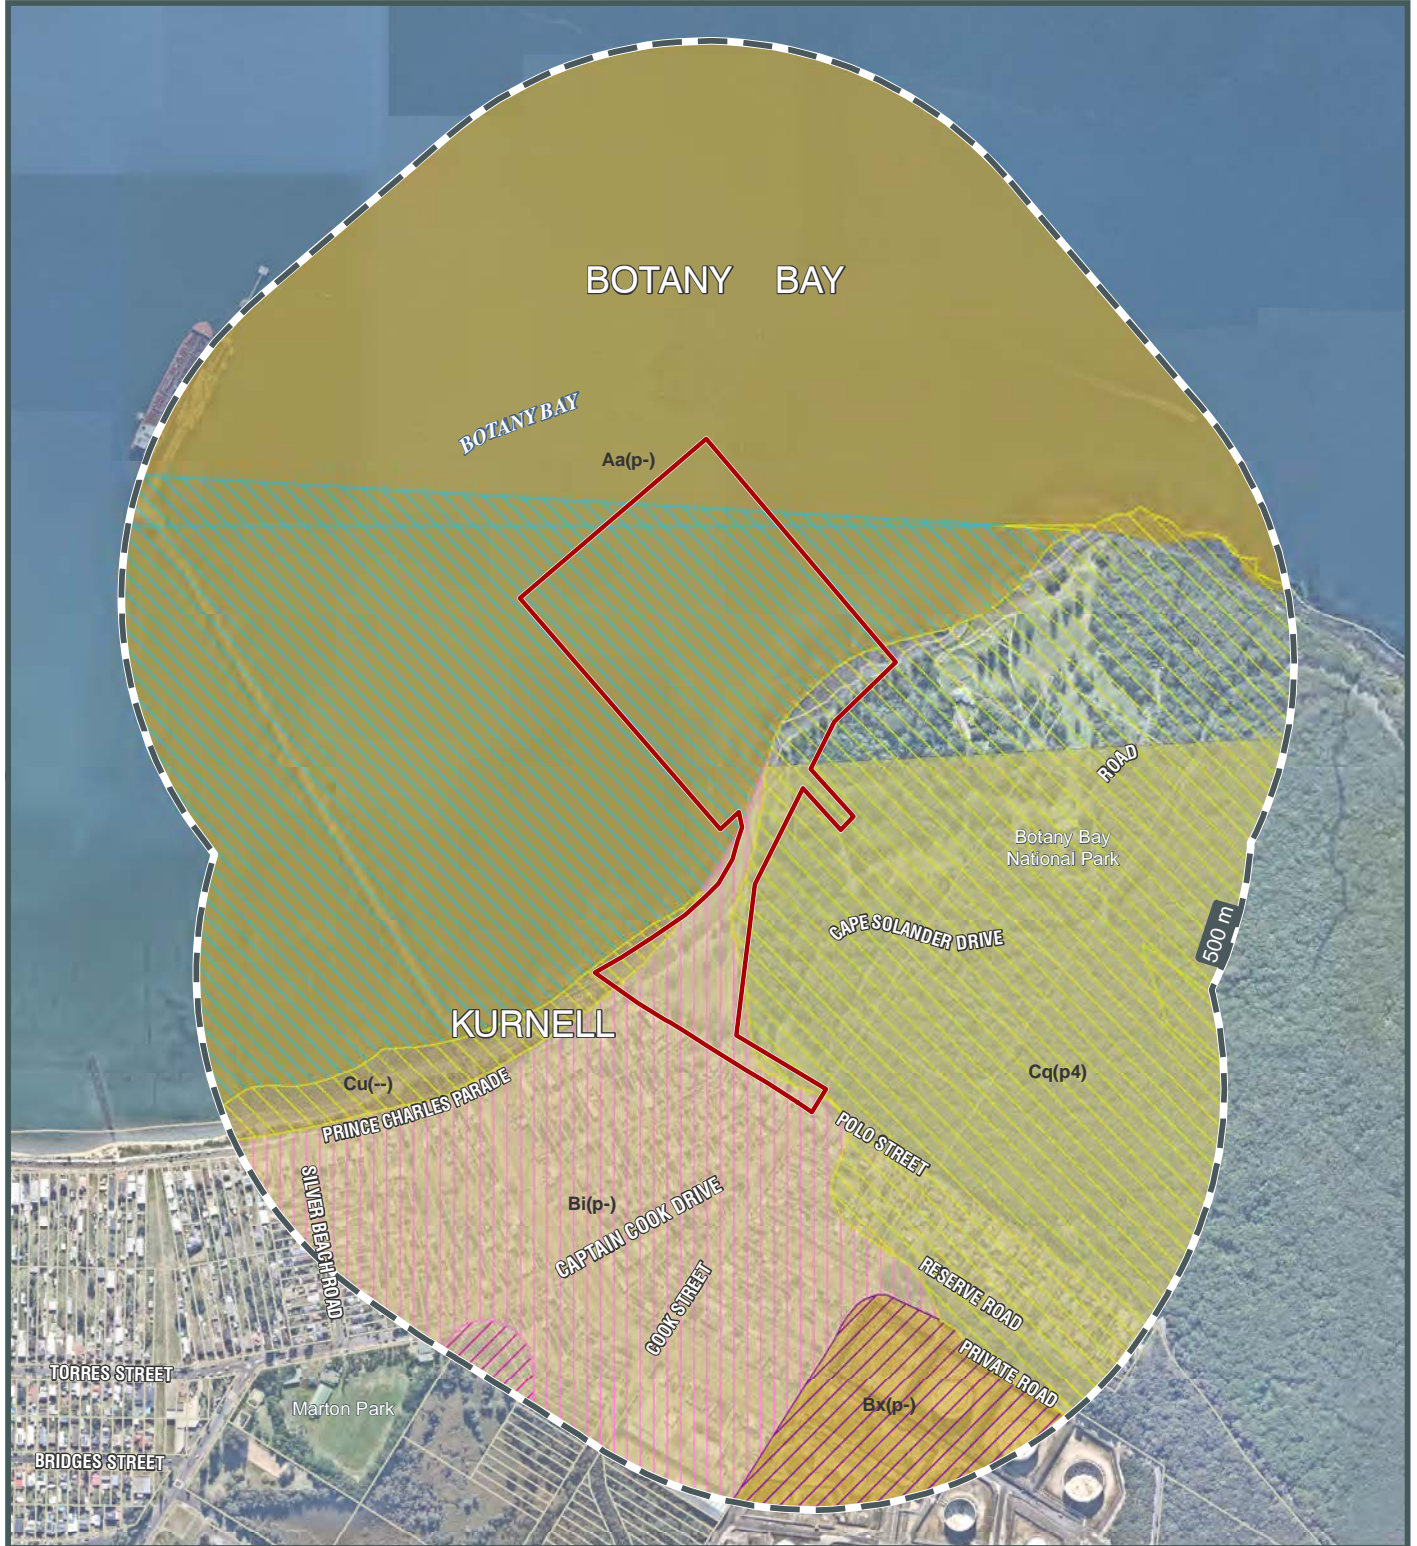 BOTANY BAY
BOTANY BAY
Aa(p-)
ROAD
Botany Bay
National Park
CAPE SOLANDER DRIVE
500 m
KURNELL
Cu(--)
Cq(p4)
PRINCE CHARLES PARADE
POLO STREET
SILVER BEACH ROAD
Bi(p-)
CAPTAIN COOK DRIVE
COOK STREET
RESERVE ROAD
PRIVATE ROAD
TORRES STREET
Marton Park
Bx(p-)
BRIDGES STREET